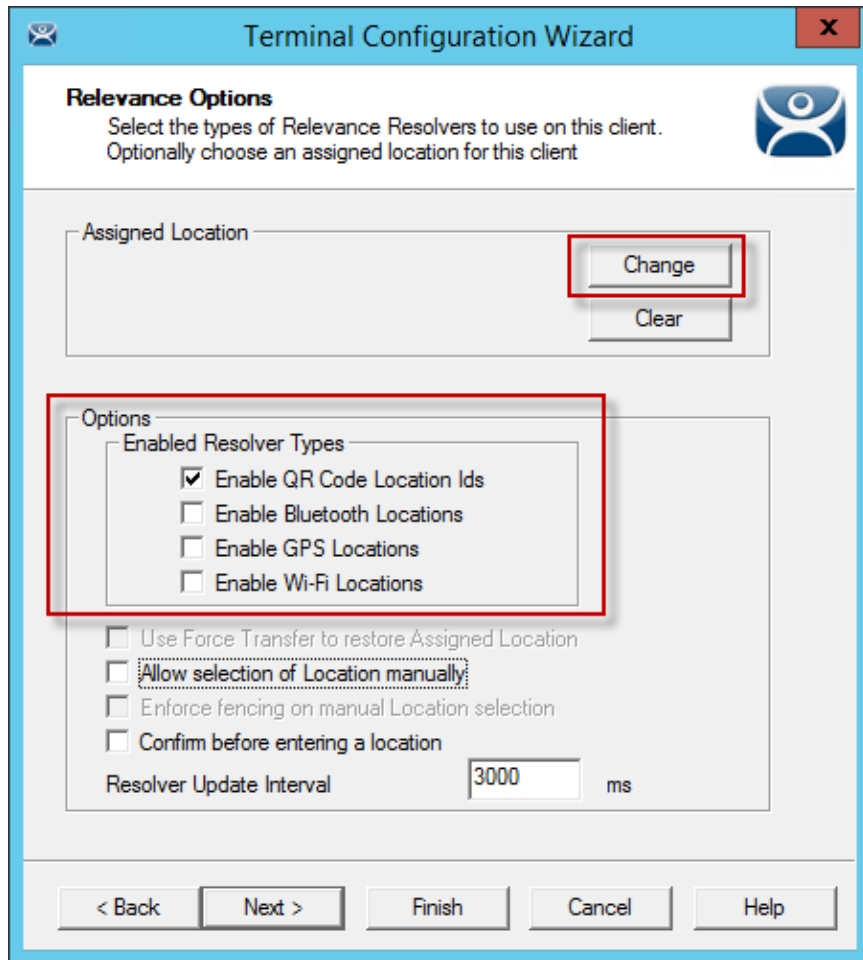 Terminal Configuration Wizard
x
Relevance Options
Select the types of Relevance Resolvers to use on this client.
Optionally choose an assigned location for this client
Assigned Location
Change
Clear
Options
Enabled Resolver Types
Enable QR Code Location Ids
Enable Bluetooth Locations
Enable GPS Locations
Enable Wi-Fi Locations
Use Force Transfer to restore Assigned Location
Allow selection of Location manually
Enforce fencing on manual Location selection
Confirm before entering a location
Resolver Update Interval 3000 ms
< Back Next > Finish Cancel Help